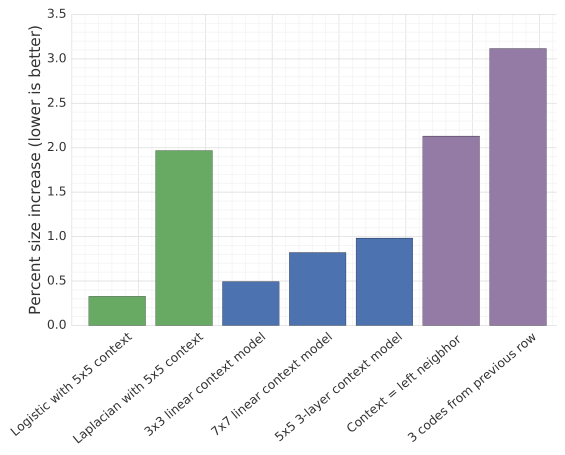 Percent size increase (lower is better)
3.5
3.0
2.5
2.0
1.5
1.0
0.5
0.0
Logistic with 5x5 context
Laplacian with 5x5 context
3x3 linear context model
7x7 linear context model
5x5 3-layer context model
Context = left neigbhor
3 codes from previous row